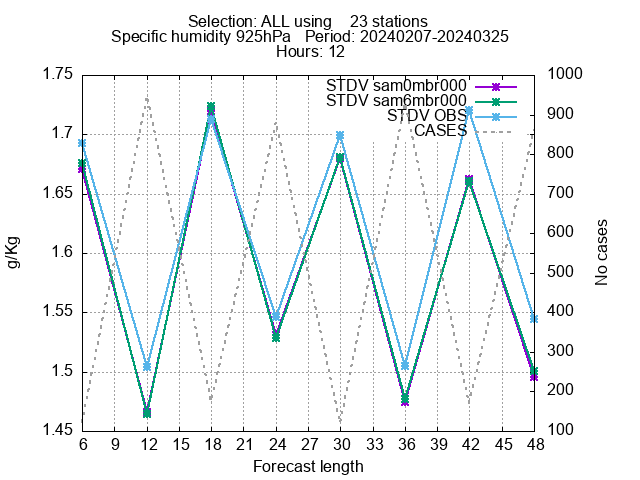 Selection: ALL using    23 stations
Specific humidity 925hPa   Period: 20240207-20240325
Hours: 12
STDV sam0mbr000
STDV sam6mbr000
STDV OBS
CASES
1.75
1.7
1.65
1.6
1.55
1.5
1.45
g/Kg
1000
900
800
700
600
500
400
300
200
100
No cases
6 9 12 15 18 21 24 27 30 33 36 39 42 45 48
Forecast length